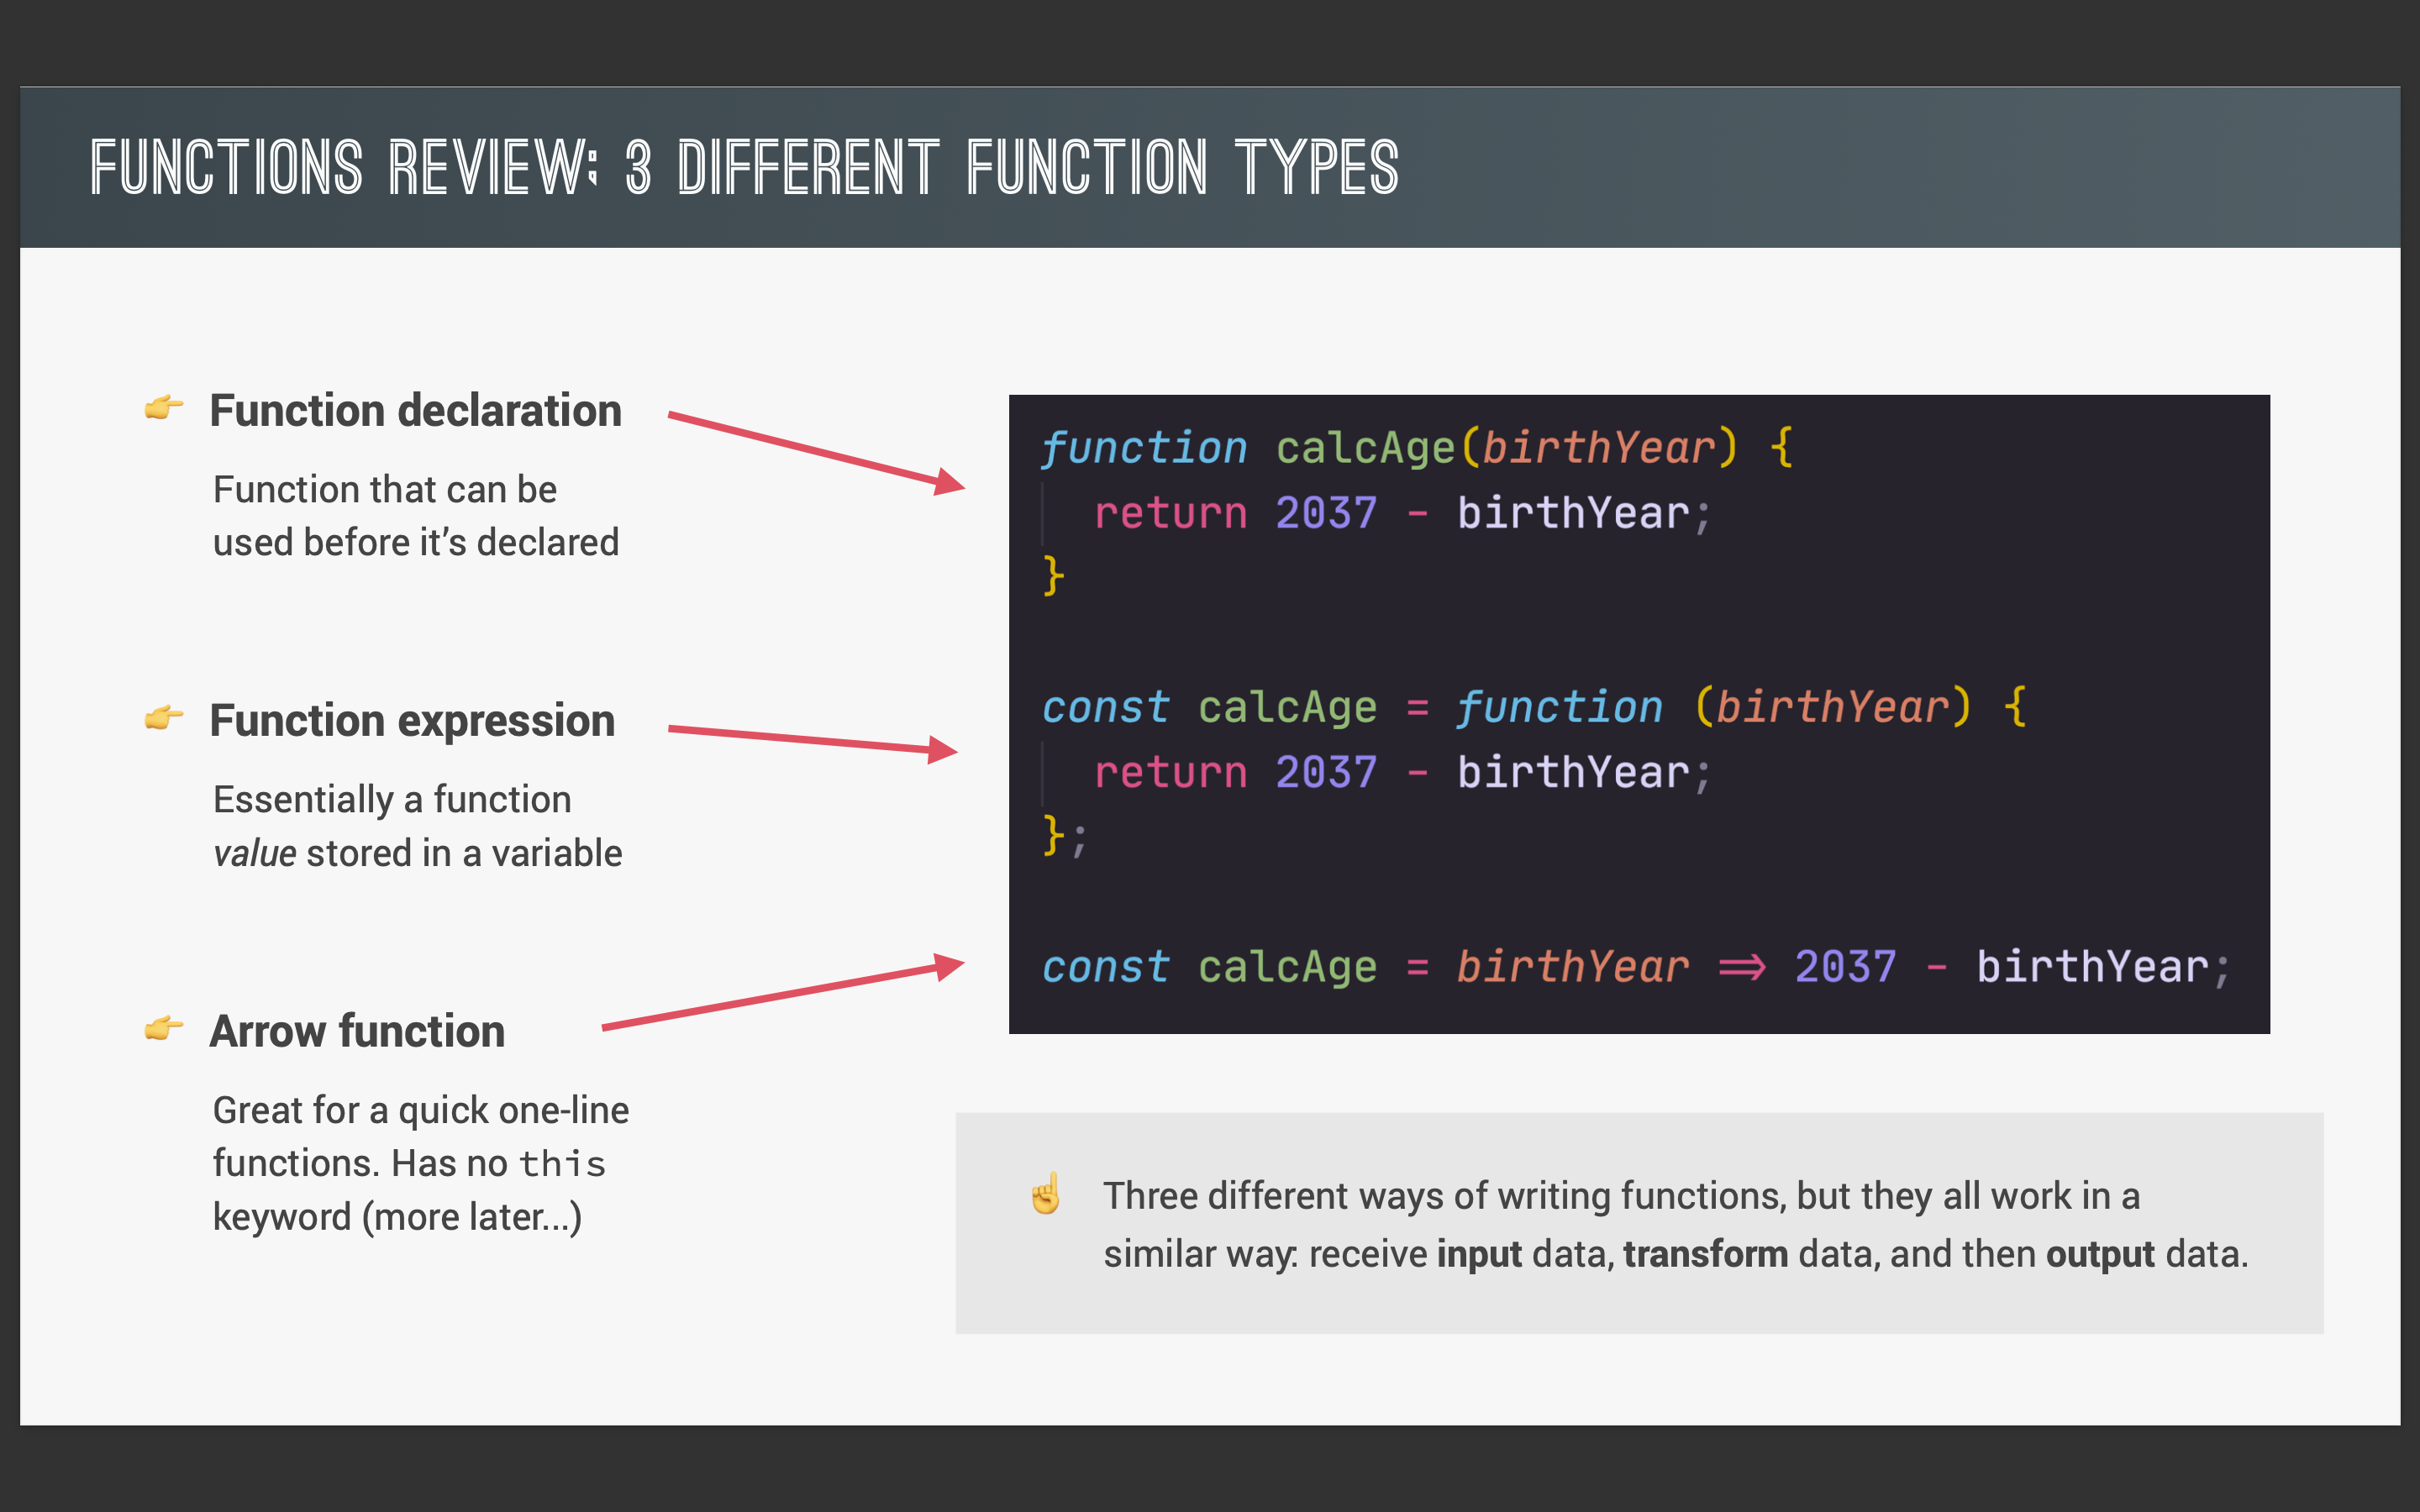 FUNCTIONS REVIEW: 3 DIFFERENT FUNCTION TYPES
👉 Function declaration
Function that can be
used before it’s declared
👉 Function expression
Essentially a function
value stored in a variable
👉 Arrow function
Great for a quick one-line
functions. Has no this
keyword (more later...)
function calcAge(birthYear) {
  return 2037 - birthYear;
}
const calcAge = function (birthYear) {
  return 2037 - birthYear;
};
const calcAge = birthYear => 2037 - birthYear;
☝️ Three different ways of writing functions, but they all work in a
similar way: receive input data, transform data, and then output data.